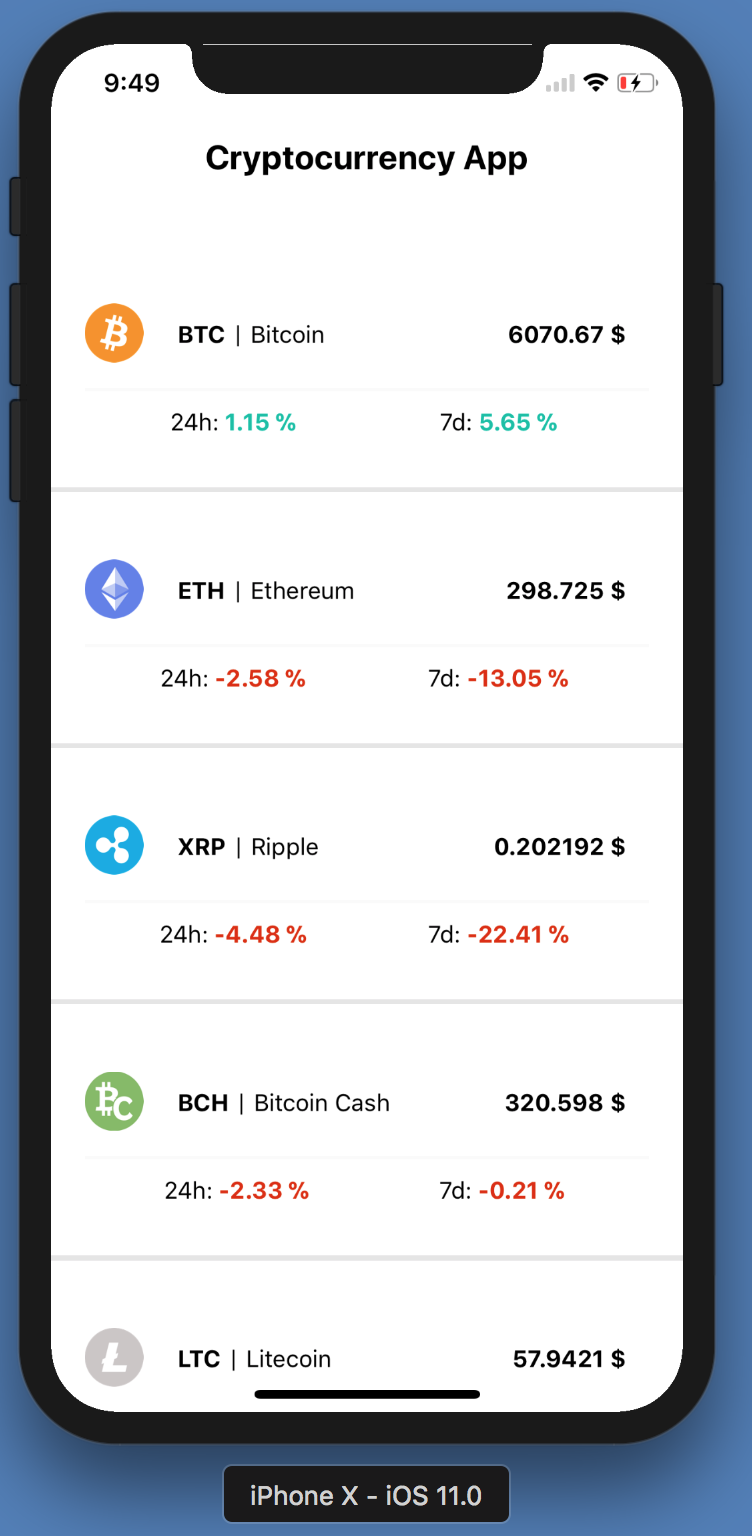 9:49
Cryptocurrency App
BTC | Bitcoin 6070.67 $
24h: 1.15 % 7d: 5.65 %
ETH | Ethereum 298.725 $
24h: -2.58 % 7d: -13.05 %
XRP | Ripple 0.202192 $
24h: -4.48 % 7d: -22.41 %
BCH | Bitcoin Cash 320.598 $
24h: -2.33 % 7d: -0.21 %
LTC | Litecoin 57.9421 $
iPhone X - iOS 11.0